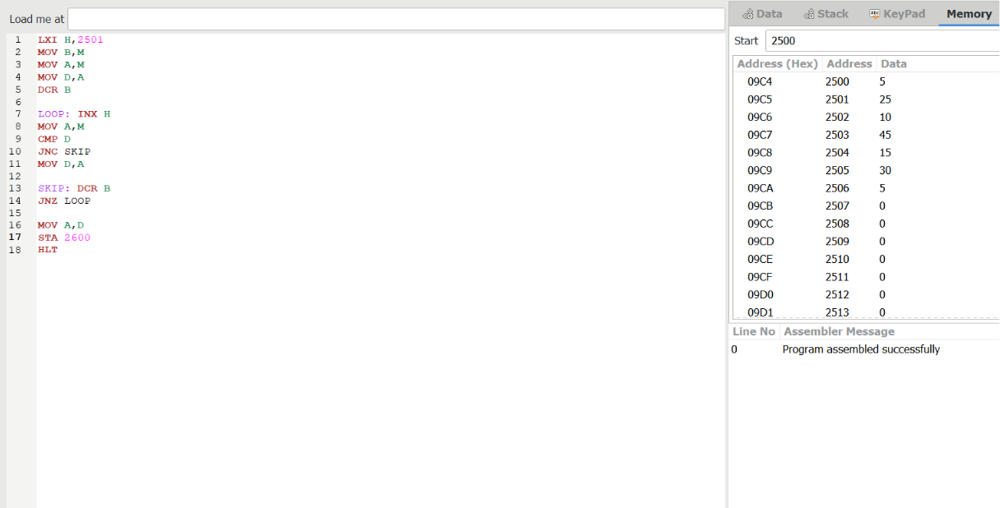 Load me at
1 LXI H,2501
2 MOV B,M
3 MOV A,M
4 MOV D,A
5 DCR B
6
7 LOOP: INX H
8 MOV A,M
9 CMP D
10 JNC SKIP
11 MOV D,A
12
13 SKIP: DCR B
14 JNZ LOOP
15
16 MOV A,D
17 STA 2600
18 HLT
Data Stack ABC KeyPad Memory
Start 2500
Address (Hex) Address Data
09C4 2500 5
09C5 2501 25
09C6 2502 10
09C7 2503 45
09C8 2504 15
09C9 2505 30
09CA 2506 5
09CB 2507 0
09CC 2508 0
09CD 2509 0
09CE 2510 0
09CF 2511 0
09D0 2512 0
09D1 2513 0
Line No Assembler Message
0 Program assembled successfully